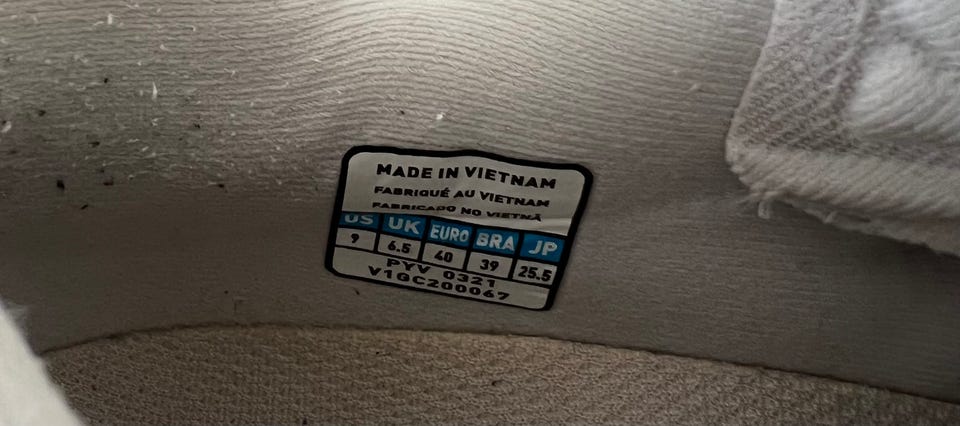 MADE IN VIETNAM
FABRIQUÉ AU VIETNAM
FABRICADO NO VIETNÃ
US UK EURO BRA JP
9 6.5 40 39 25.5
PYV 0321
V1GC200067